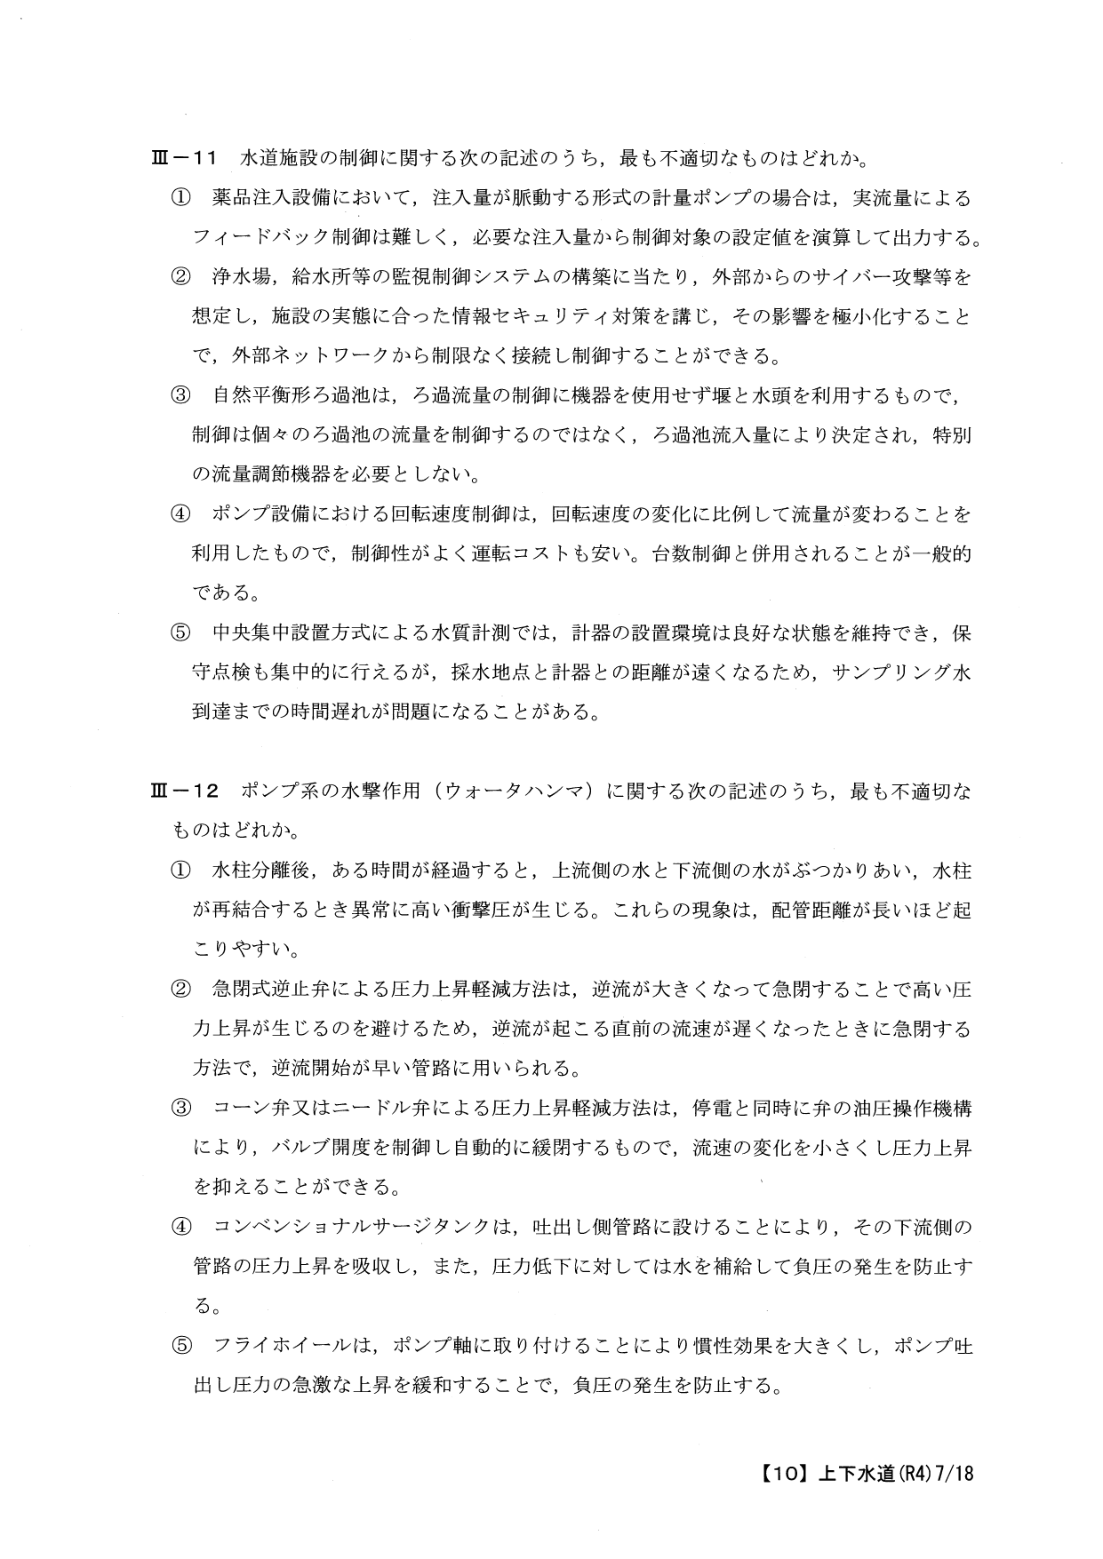 Ⅲ－11　水道施設の制御に関する次の記述のうち，最も不適切なものはどれか。
①　薬品注入設備において，注入量が脈動する形式の計量ポンプの場合は，実流量による
フィードバック制御は難しく，必要な注入量から制御対象の設定値を演算して出力する。
②　浄水場，給水所等の監視制御システムの構築に当たり，外部からのサイバー攻撃等を
想定し，施設の実態に合った情報セキュリティ対策を講じ，その影響を極小化すること
で，外部ネットワークから制限なく接続し制御することができる。
③　自然平衡形ろ過池は，ろ過流量の制御に機器を使用せず堰と水頭を利用するもので，
制御は個々のろ過池の流量を制御するのではなく，ろ過池流入量により決定され，特別
の流量調節機器を必要としない。
④　ポンプ設備における回転速度制御は，回転速度の変化に比例して流量が変わることを
利用したもので，制御性がよく運転コストも安い。台数制御と併用されることが一般的
である。
⑤　中央集中設置方式による水質計測では，計器の設置環境は良好な状態を維持でき，保
守点検も集中的に行えるが，採水地点と計器との距離が遠くなるため，サンプリング水
到達までの時間遅れが問題になることがある。
Ⅲ－12　ポンプ系の水撃作用（ウォータハンマ）に関する次の記述のうち，最も不適切な
ものはどれか。
①　水柱分離後，ある時間が経過すると，上流側の水と下流側の水がぶつかりあい，水柱
が再結合するとき異常に高い衝撃圧が生じる。これらの現象は，配管距離が長いほど起
こりやすい。
②　急閉式逆止弁による圧力上昇軽減方法は，逆流が大きくなって急閉することで高い圧
力上昇が生じるのを避けるため，逆流が起こる直前の流速が遅くなったときに急閉する
方法で，逆流開始が早い管路に用いられる。
③　コーン弁又はニードル弁による圧力上昇軽減方法は，停電と同時に弁の油圧操作機構
により，バルブ開度を制御し自動的に緩閉するもので，流速の変化を小さくし圧力上昇
を抑えることができる。
④　コンベンショナルサージタンクは，吐出し側管路に設けることにより，その下流側の
管路の圧力上昇を吸収し，また，圧力低下に対しては水を補給して負圧の発生を防止す
る。
⑤　フライホイールは，ポンプ軸に取り付けることにより慣性効果を大きくし，ポンプ吐
出し圧力の急激な上昇を緩和することで，負圧の発生を防止する。
【10】上下水道(R4)7/18